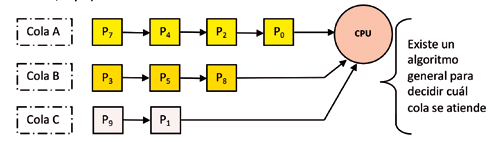 Cola A P7 P4 P2 P0 CPU
Cola B P3 P5 P8
Cola C P9 P1
Existe un
algoritmo
general para
decidir cuál
cola se atiende